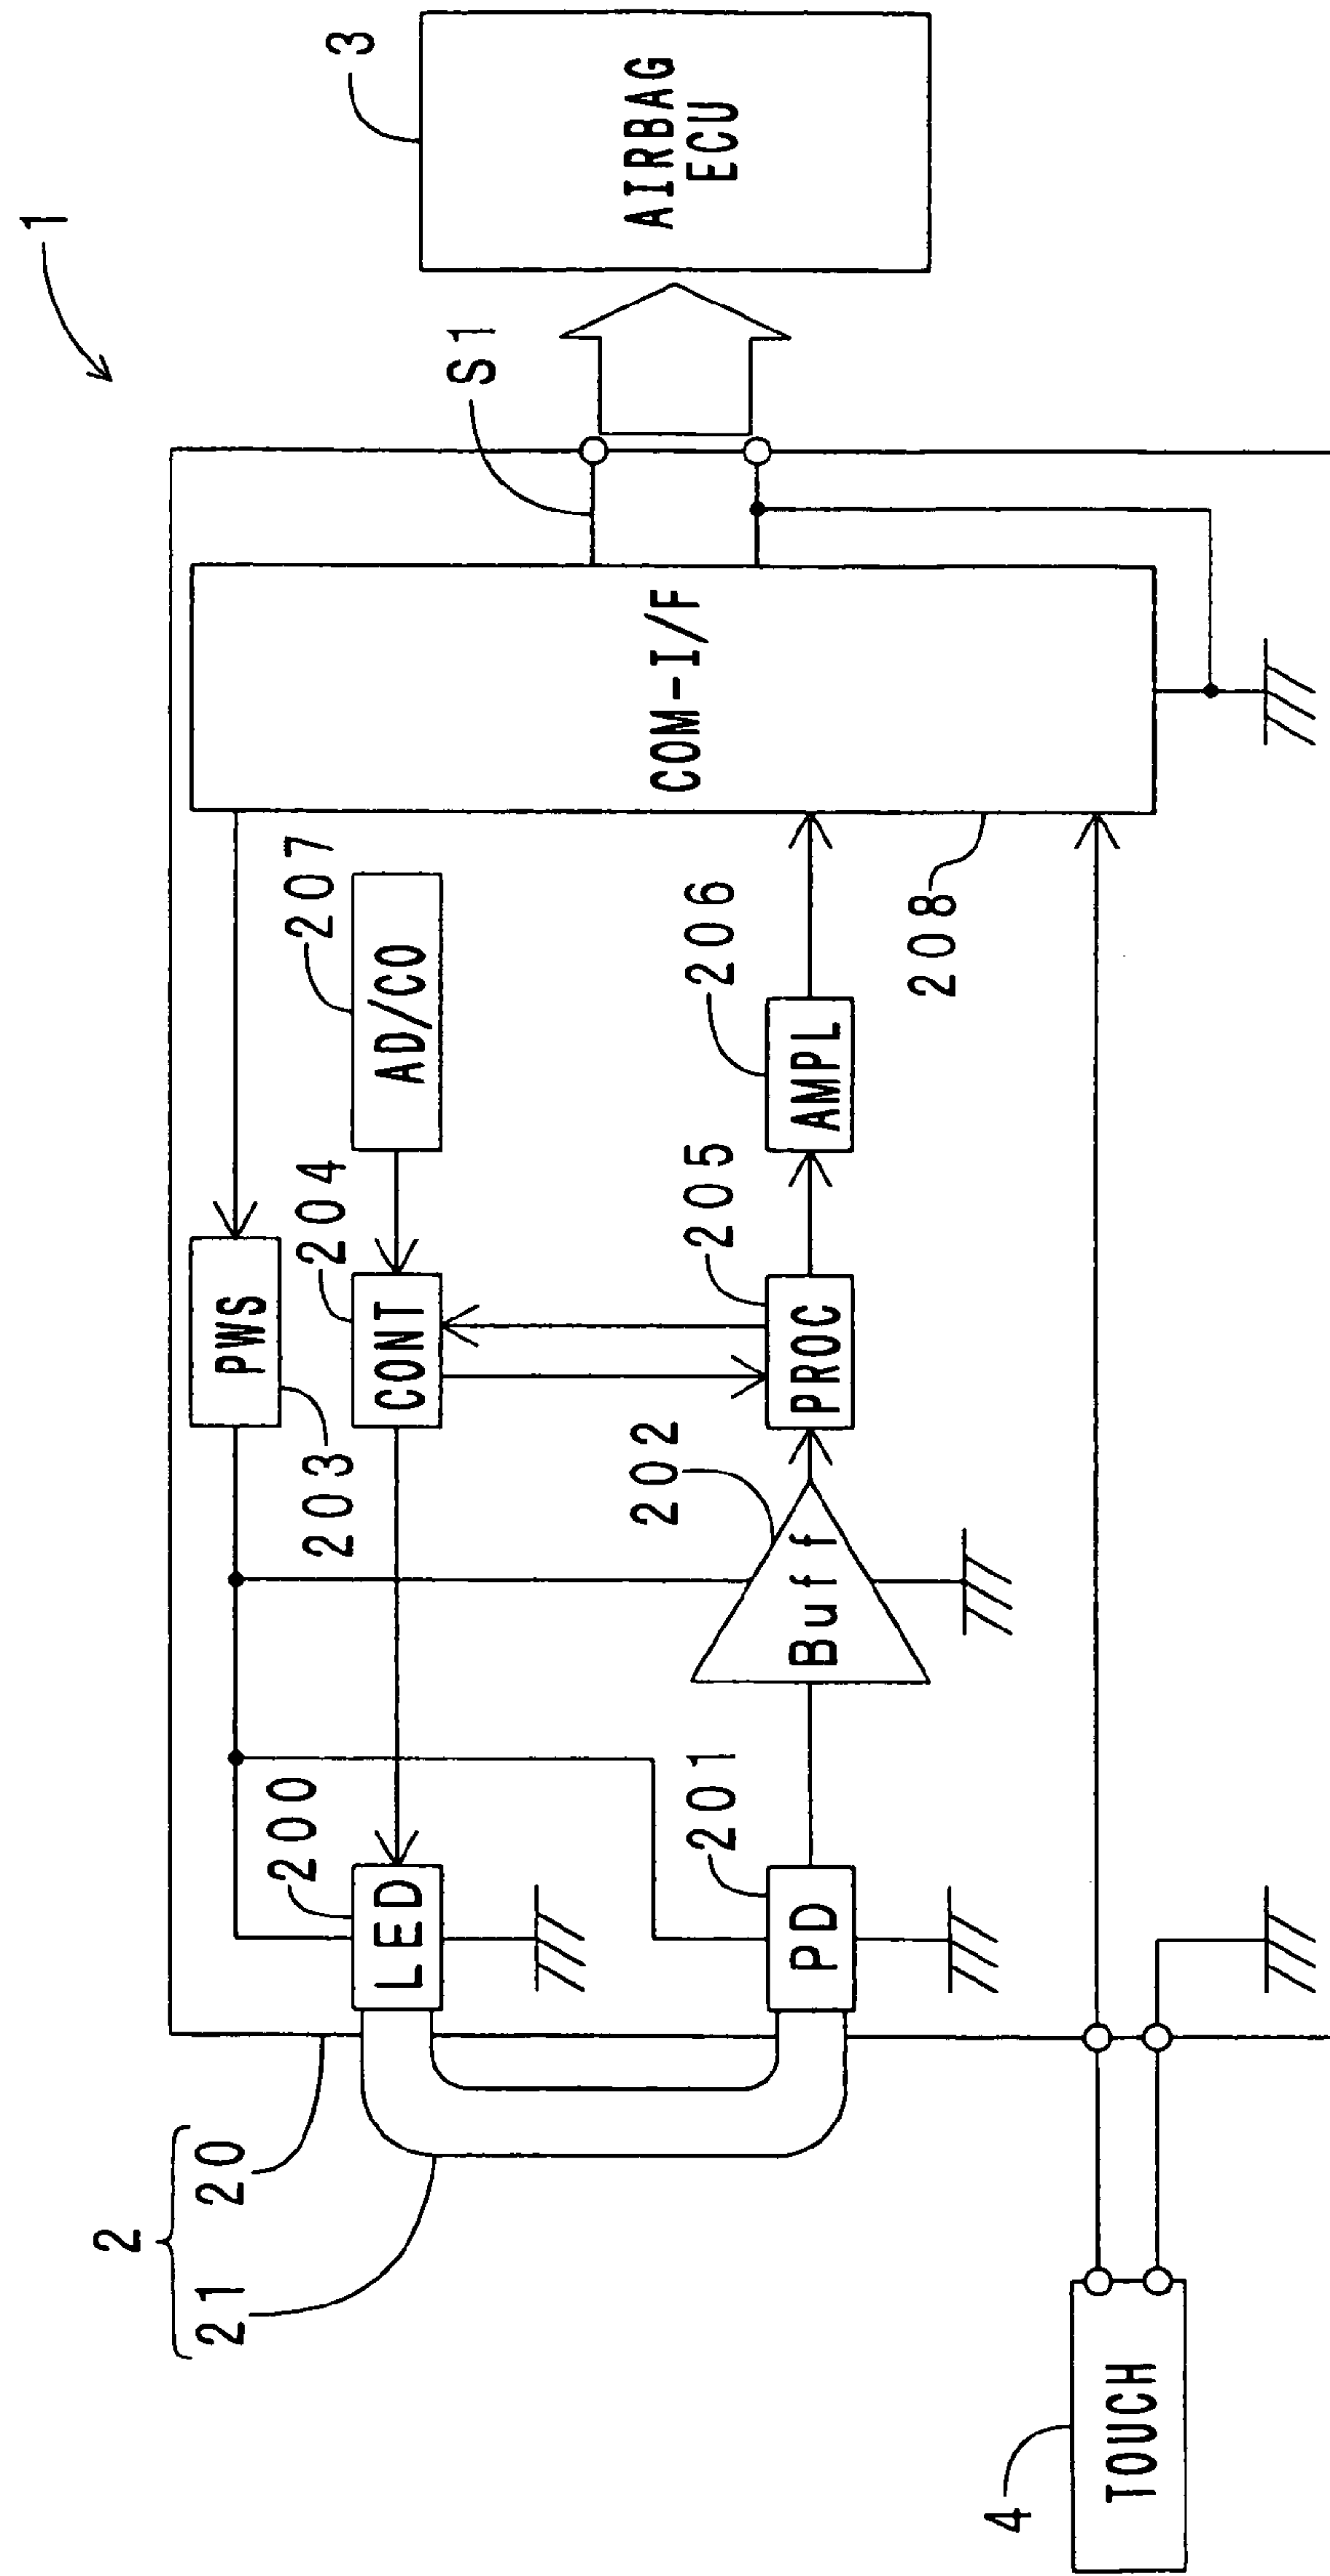 1
2
21 20
200
LED
203
PWS
204
CONT
207
AD/CO
S1
3
AIRBAG
ECU
201
PD
202
Buff
205
PROC
206
AMPL
COM-I/F
208
4
TOUCH